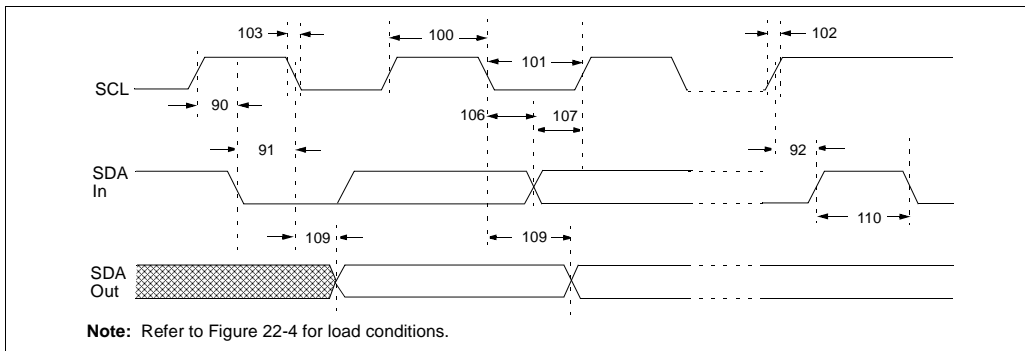 103
100
101
102
SCL
90
106
107
91
92
SDA
In
110
109
109
SDA
Out
Note: Refer to Figure 22-4 for load conditions.